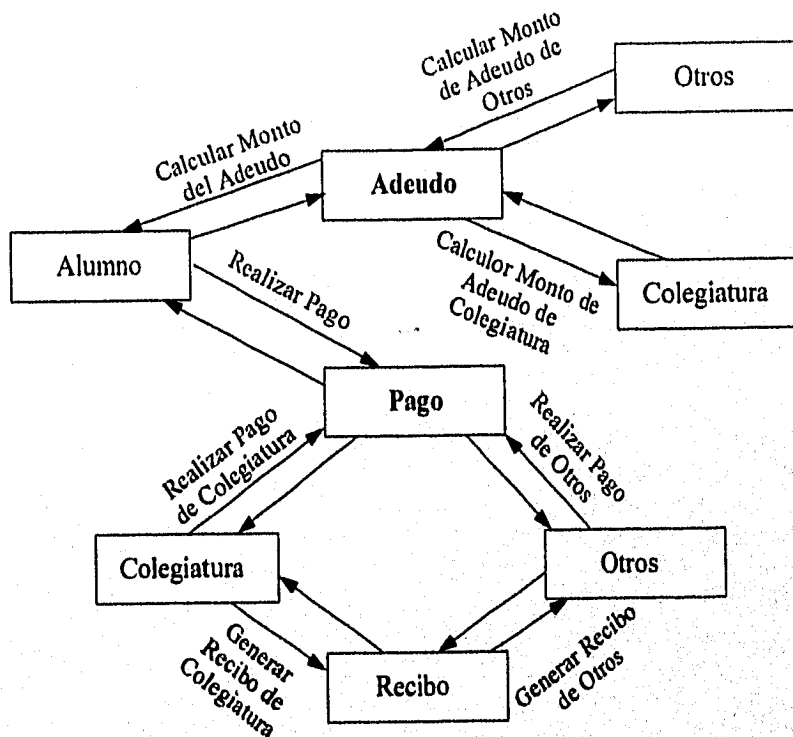 Calcular Monto
de Adeudo de
Otros
Otros
Calcular Monto
del Adeudo
Adeudo
Alumno
Realizar Pago
Calculor Monto de
Adeudo de
Colegiatura
Colegiatura
Pago
Realizar Pago
de Colegiatura
Realizar Pago
de Otros
Colegiatura
Otros
Generar
Recibo de
Colegiatura
Recibo
Generar Recibo
de Otros